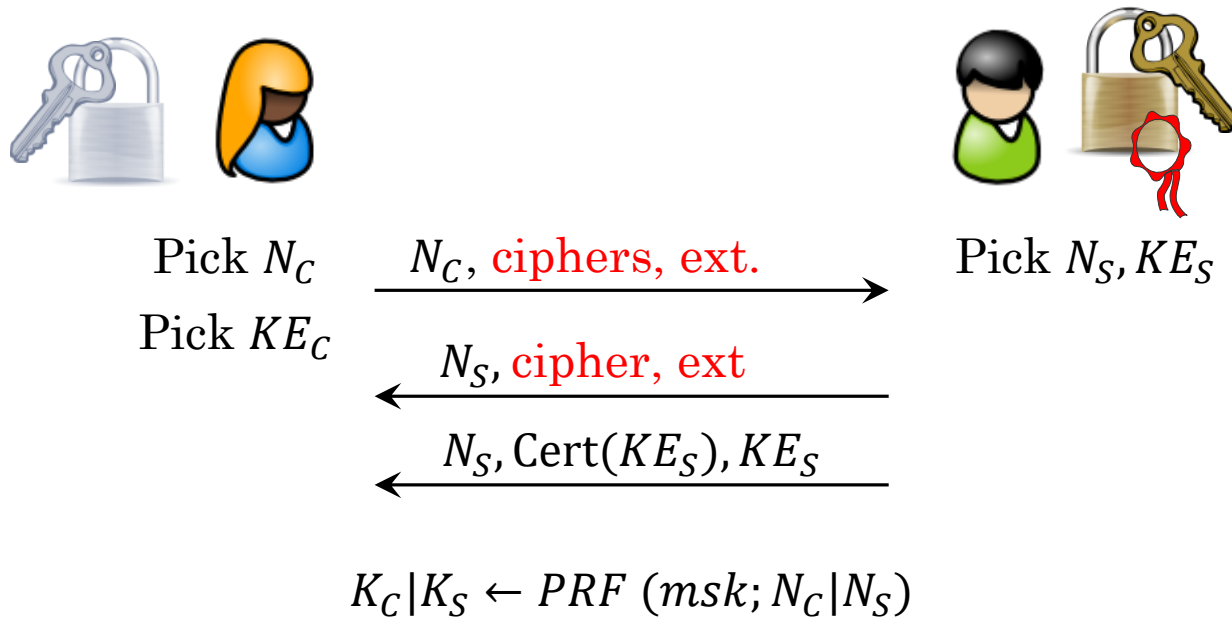 Pick N_C
N_C, ciphers, ext.
Pick N_S, KE_S
Pick KE_C
N_S, cipher, ext
N_S, Cert(KE_S), KE_S
K_C|K_S ← PRF (msk; N_C|N_S)